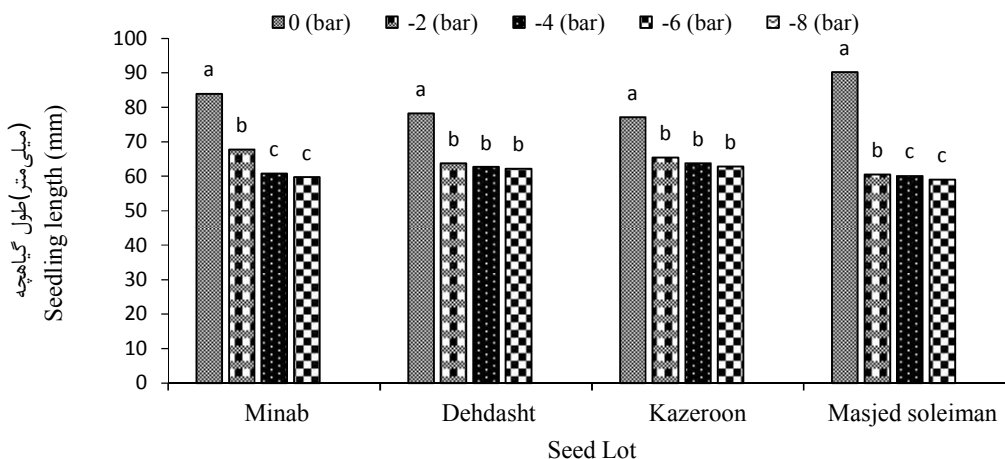 0 (bar) -2 (bar) -4 (bar) -6 (bar) -8 (bar)
100
90
80
70
60
50
40
30
20
10
0
طول گیاهچه(میلی‌متر)
Seedling length (mm)
a b c c
a b b b
a b b b
a b c c
Minab Dehdasht Kazeroon Masjed soleiman
Seed Lot